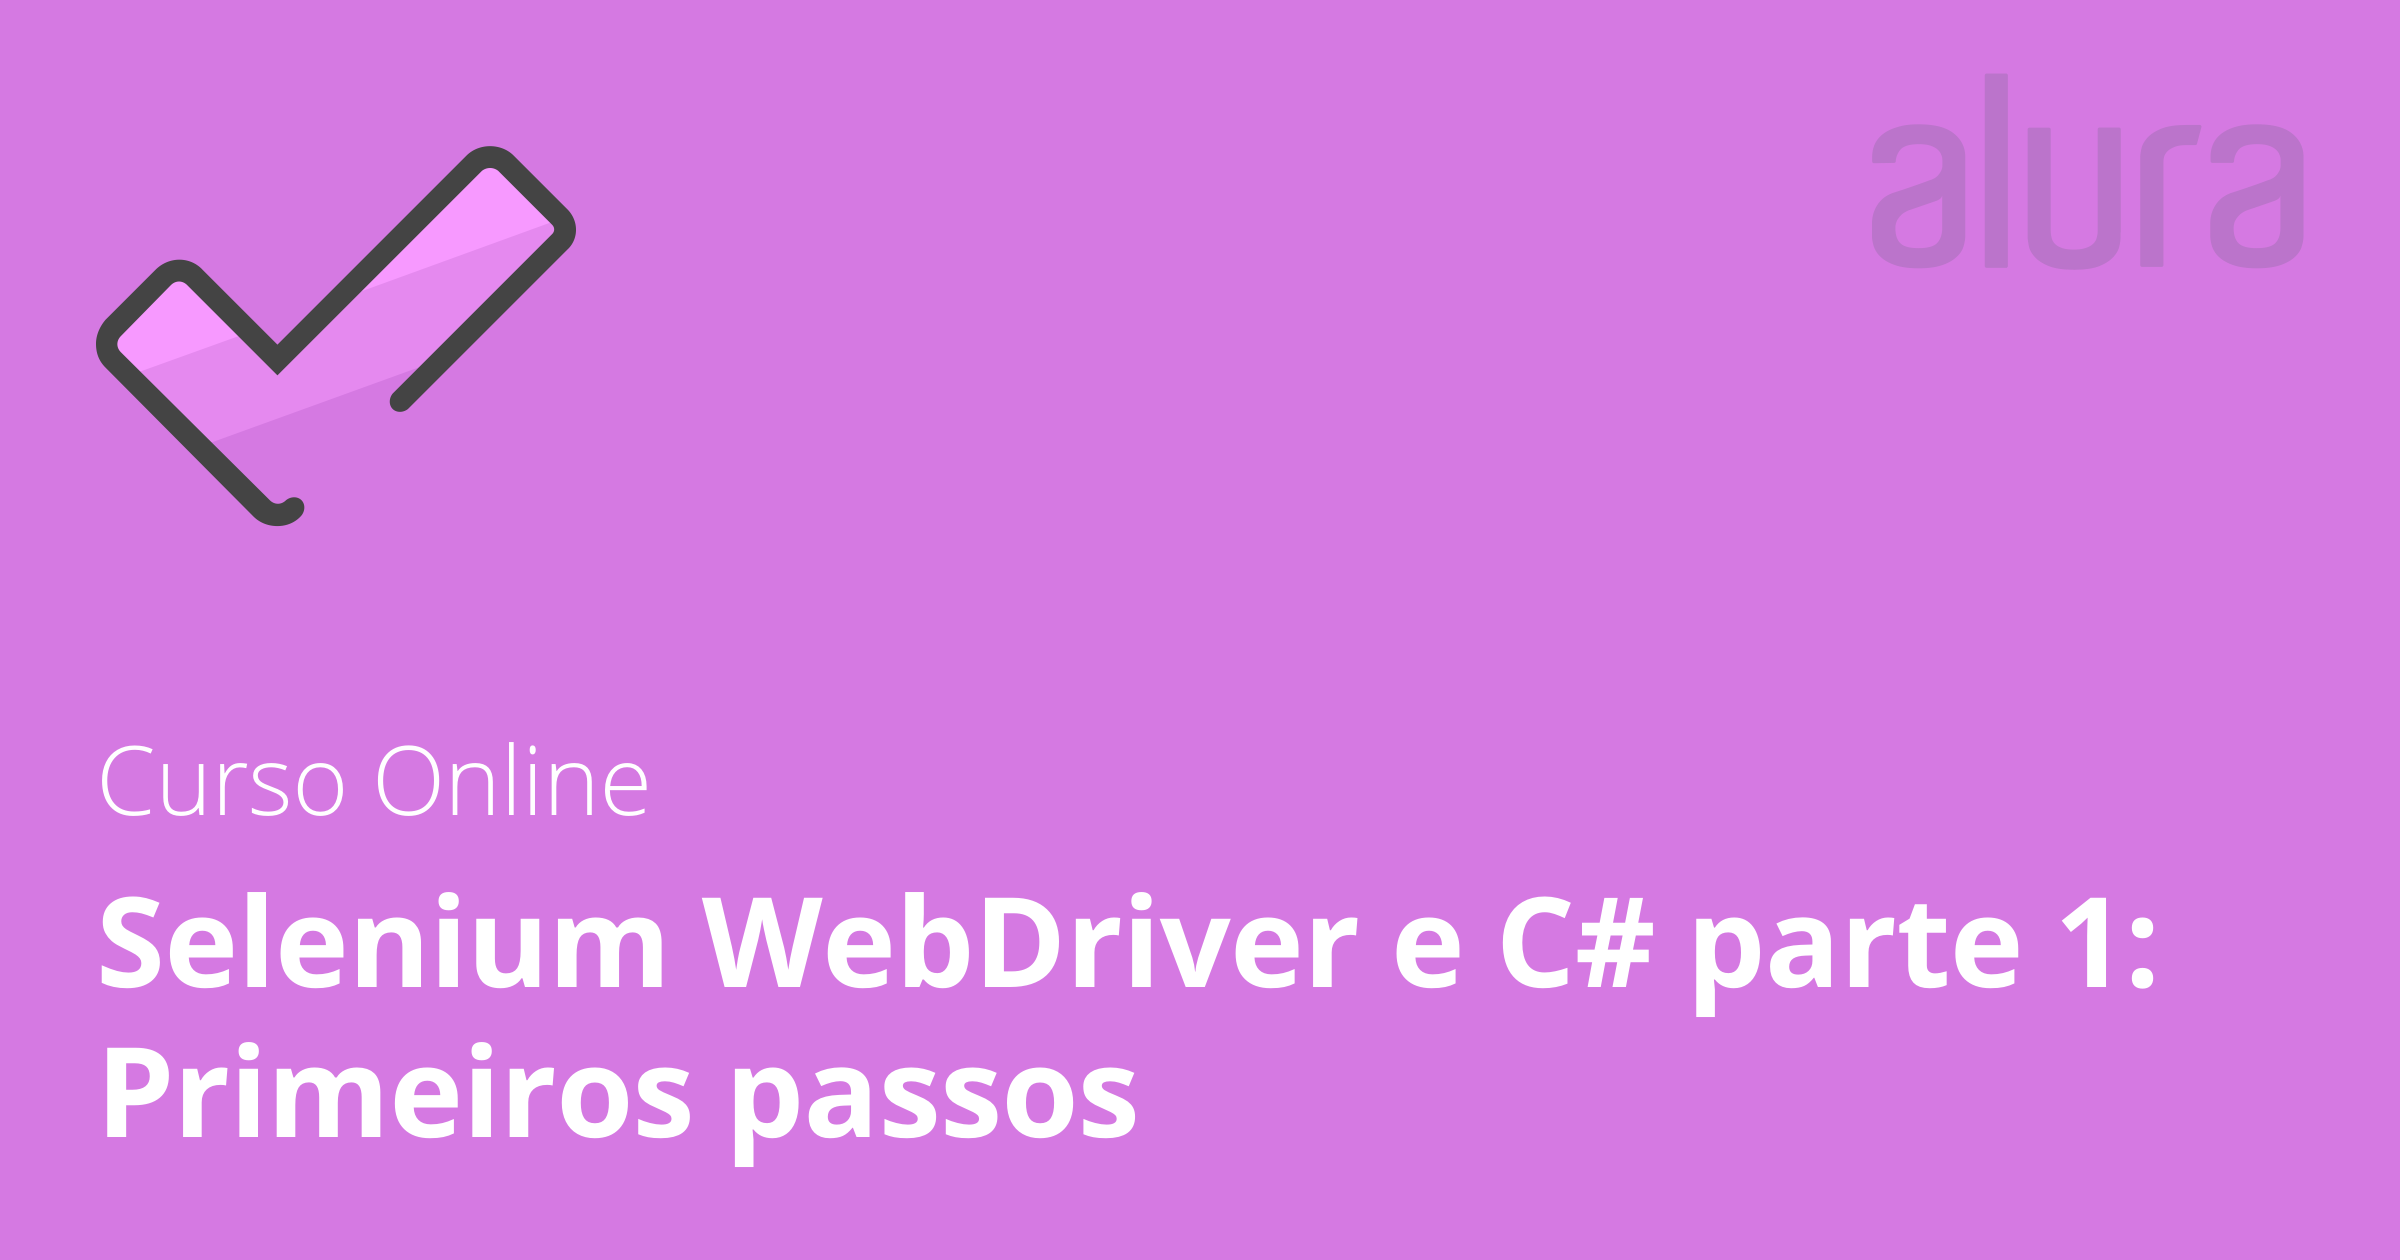 alura
Curso Online
Selenium WebDriver e C# parte 1:
Primeiros passos